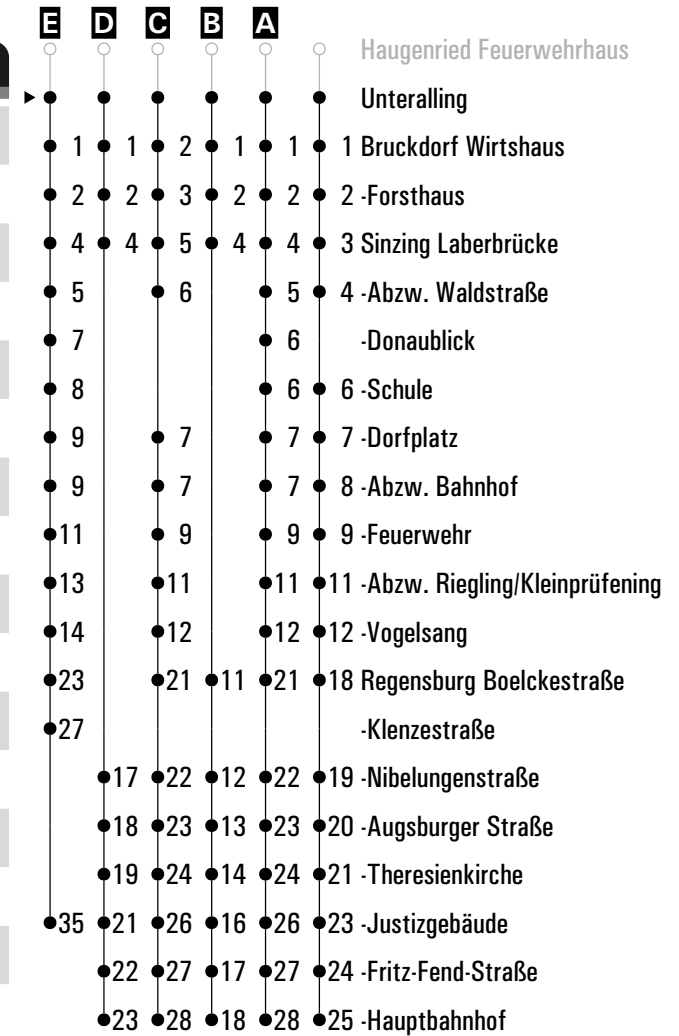 E D C B A
Haugenried Feuerwehrhaus
Unteralling
1 1 2 1 1 1 Bruckdorf Wirtshaus
2 2 3 2 2 2 -Forsthaus
4 4 5 4 4 3 Sinzing Laberbrücke
5 6 5 4 -Abzw. Waldstraße
7 6 -Donaublick
8 6 6 -Schule
9 7 7 7 -Dorfplatz
9 7 7 8 -Abzw. Bahnhof
11 9 9 9 -Feuerwehr
13 11 11 11 -Abzw. Riegling/Kleinprüfening
14 12 12 12 -Vogelsang
23 21 11 21 18 Regensburg Boelckestraße
27 -Klenzestraße
17 22 12 22 19 -Nibelungenstraße
18 23 13 23 20 -Augsburger Straße
19 24 14 24 21 -Theresienkirche
35 21 26 16 26 23 -Justizgebäude
22 27 17 27 24 -Fritz-Fend-Straße
23 28 18 28 25 -Hauptbahnhof